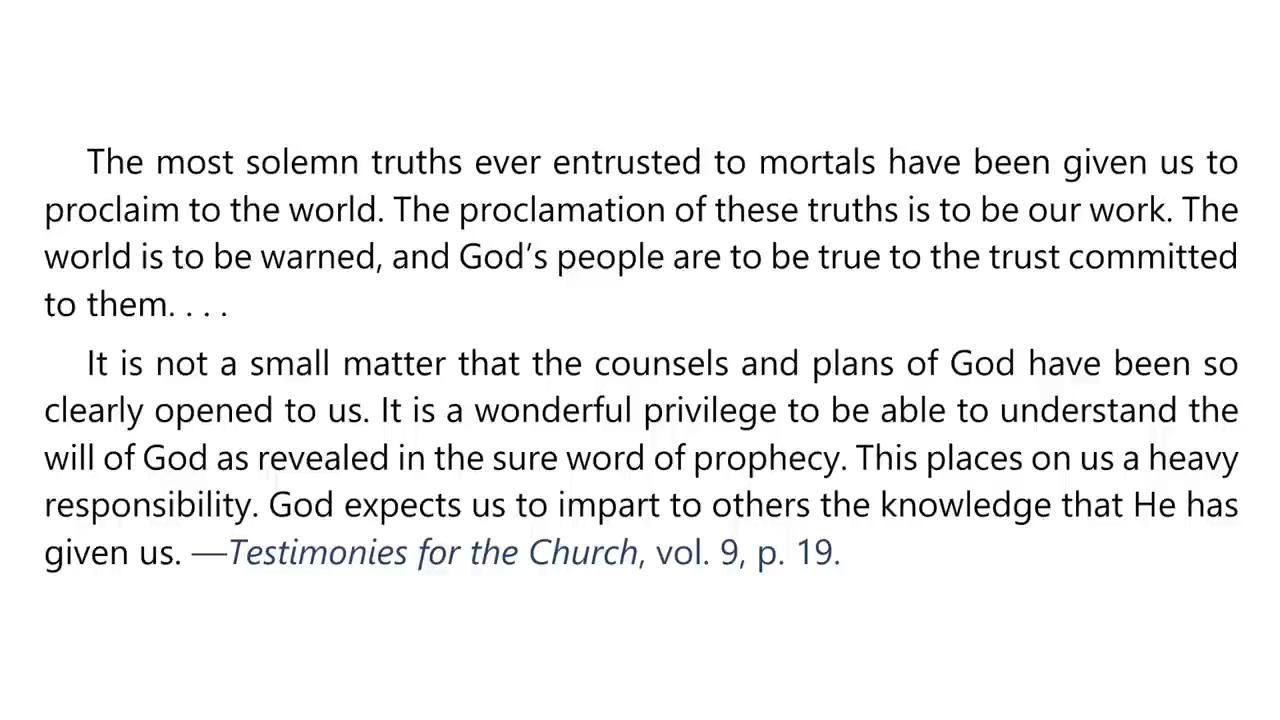 The most solemn truths ever entrusted to mortals have been given us to
proclaim to the world. The proclamation of these truths is to be our work. The
world is to be warned, and God’s people are to be true to the trust committed
to them. . . .
It is not a small matter that the counsels and plans of God have been so
clearly opened to us. It is a wonderful privilege to be able to understand the
will of God as revealed in the sure word of prophecy. This places on us a heavy
responsibility. God expects us to impart to others the knowledge that He has
given us. —Testimonies for the Church, vol. 9, p. 19.